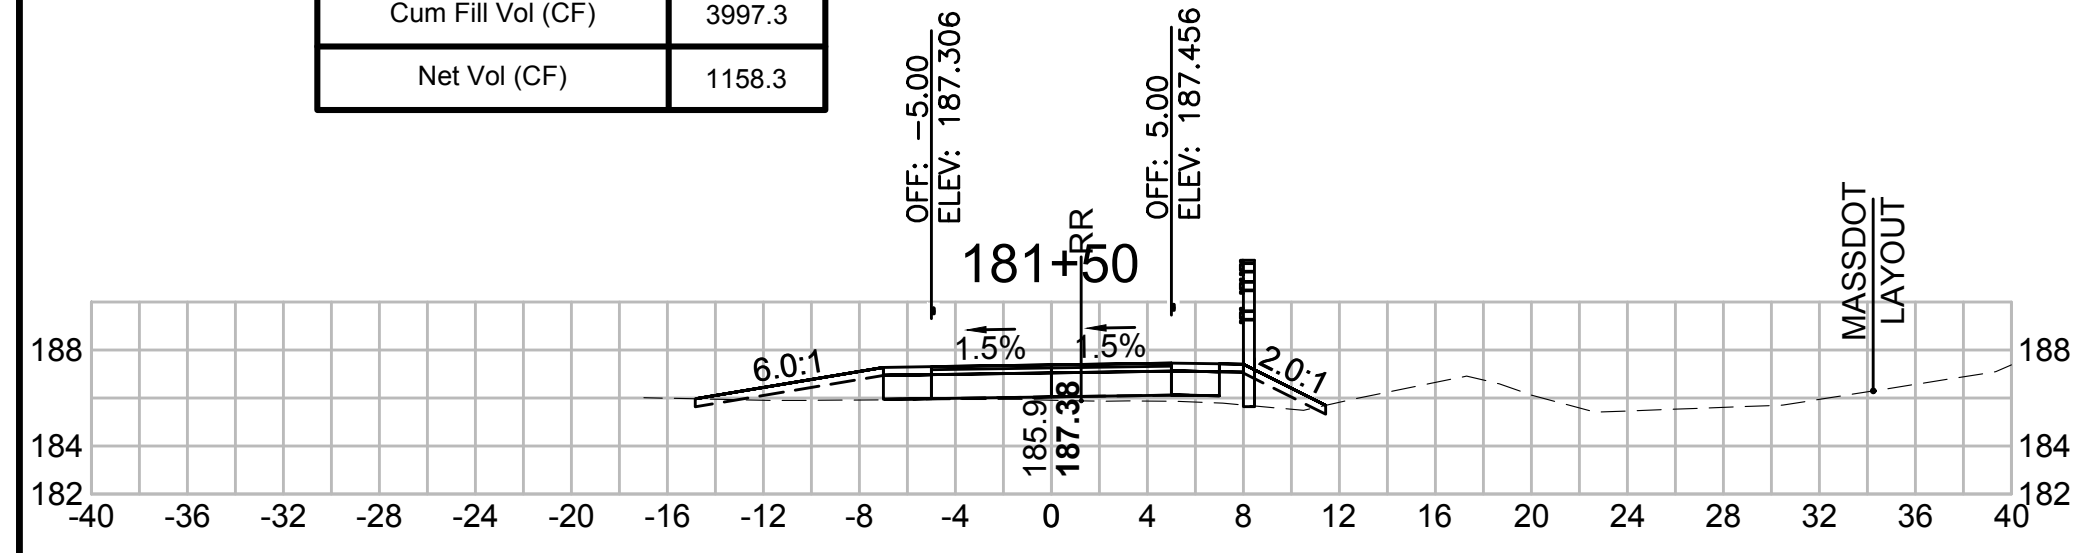 Cum Fill Vol (CF) 3997.3
Net Vol (CF) 1158.3
OFF: -5.00
ELEV: 187.306
OFF: 5.00
ELEV: 187.456
RR
181+50
MASSDOT
LAYOUT
188
6.0:1
1.5%
1.5%
2.0:1
188
185.9
187.38
184
184
182
182
-40 -36 -32 -28 -24 -20 -16 -12 -8 -4 0 4 8 12 16 20 24 28 32 36 40